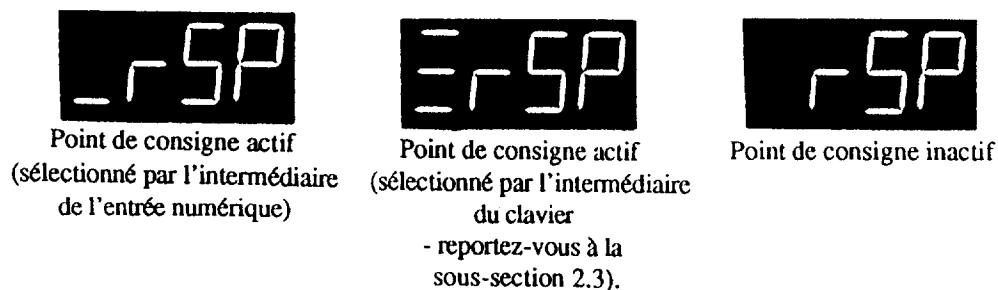 _rSP
Point de consigne actif
(sélectionné par l'intermédiaire
de l'entrée numérique)
≡rSP
Point de consigne actif
(sélectionné par l'intermédiaire
du clavier
- reportez-vous à la
sous-section 2.3).
rSP
Point de consigne inactif